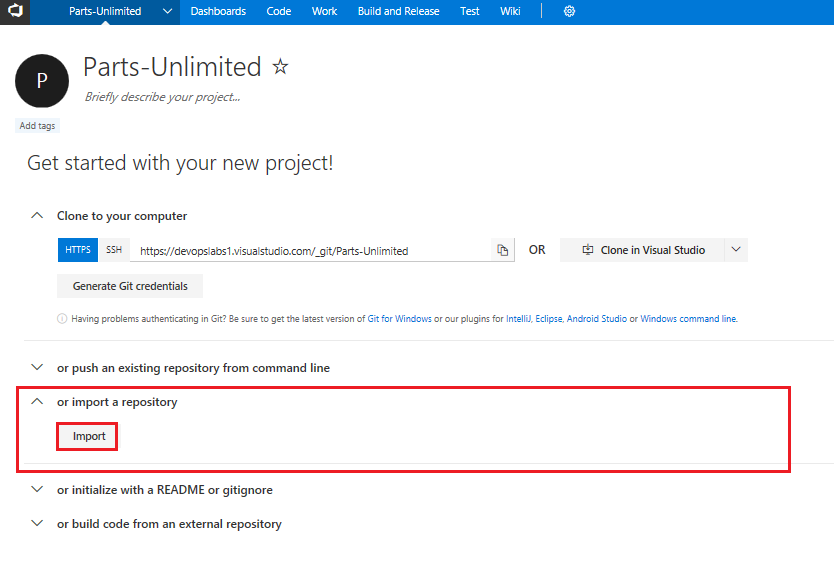 Parts-Unlimited Dashboards Code Work Build and Release Test Wiki
P
Parts-Unlimited
Briefly describe your project...
Add tags
Get started with your new project!
Clone to your computer
HTTPS SSH https://devopslabs1.visualstudio.com/_git/Parts-Unlimited OR Clone in Visual Studio
Generate Git credentials
Having problems authenticating in Git? Be sure to get the latest version of Git for Windows or our plugins for IntelliJ, Eclipse, Android Studio or Windows command line.
or push an existing repository from command line
or import a repository
Import
or initialize with a README or gitignore
or build code from an external repository